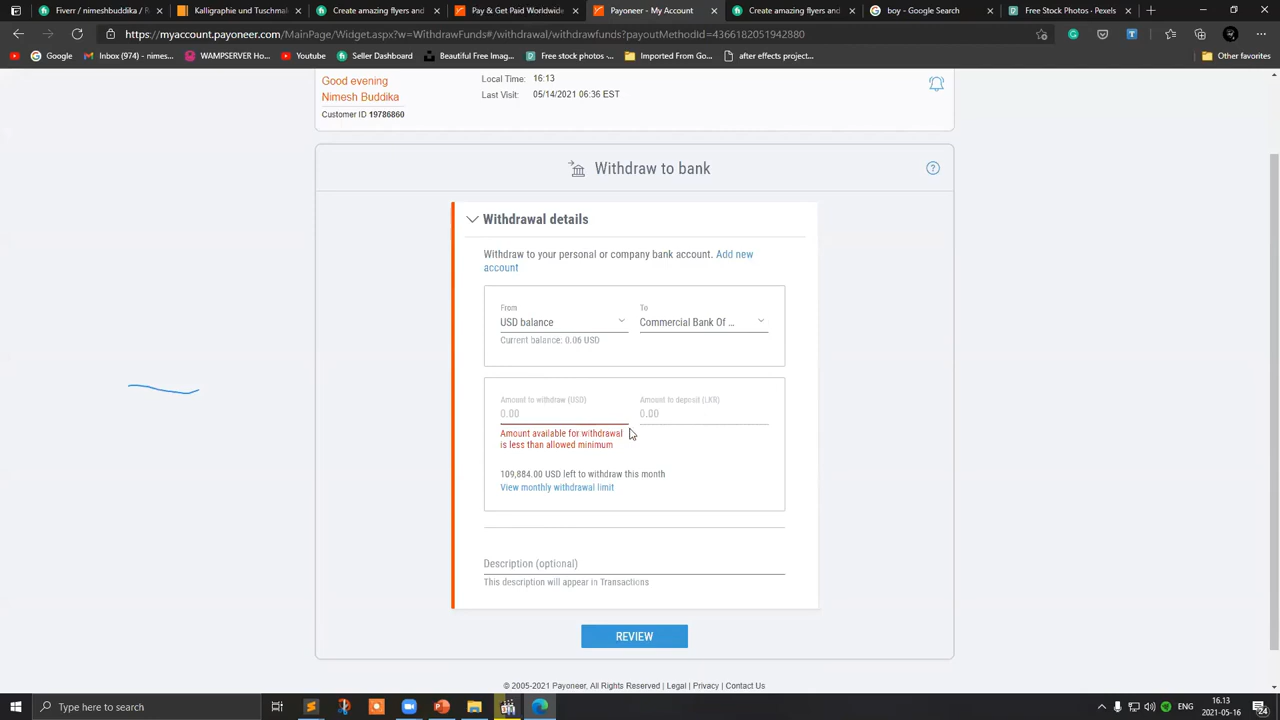 Fiverr / nimeshbuddika / R...
Kalligraphie und Tuschmale
Create amazing flyers and
Pay & Get Paid Worldwide
Payoneer - My Account
Create amazing flyers and
boy - Google Search
Free Stock Photos - Pexels
https://myaccount.payoneer.com/MainPage/Widget.aspx?w=WithdrawFunds#/withdrawal/withdrawfunds?payoutMethodId=4366182051942880
Google
Inbox (10) - nimes...
WAMPSERVER Hom...
Youtube
Seller Dashboard
Beautiful Free Imag...
Free stock photos ·...
Imported From Goo...
after effects project...
Other favorites
Good evening
Nimesh Buddika
Customer ID 19786860
Local Time: 16:13
Last Visit: 05/14/2021 06:36 EST
Withdraw to bank
Withdrawal details
Withdraw to your personal or company bank account. Add new
account
From
USD balance
Current balance: 0.06 USD
To
Commercial Bank Of ...
Amount to withdraw (USD)
0.00
Amount available for withdrawal
is less than allowed minimum
Amount to deposit (LKR)
0.00
109,884.00 USD left to withdraw this month
View monthly withdrawal limit
Description (optional)
This description will appear in Transactions
REVIEW
© 2005-2021 Payoneer, All Rights Reserved | Legal | Privacy | Contact Us
Type here to search
ENG
16.13
2021-05-16